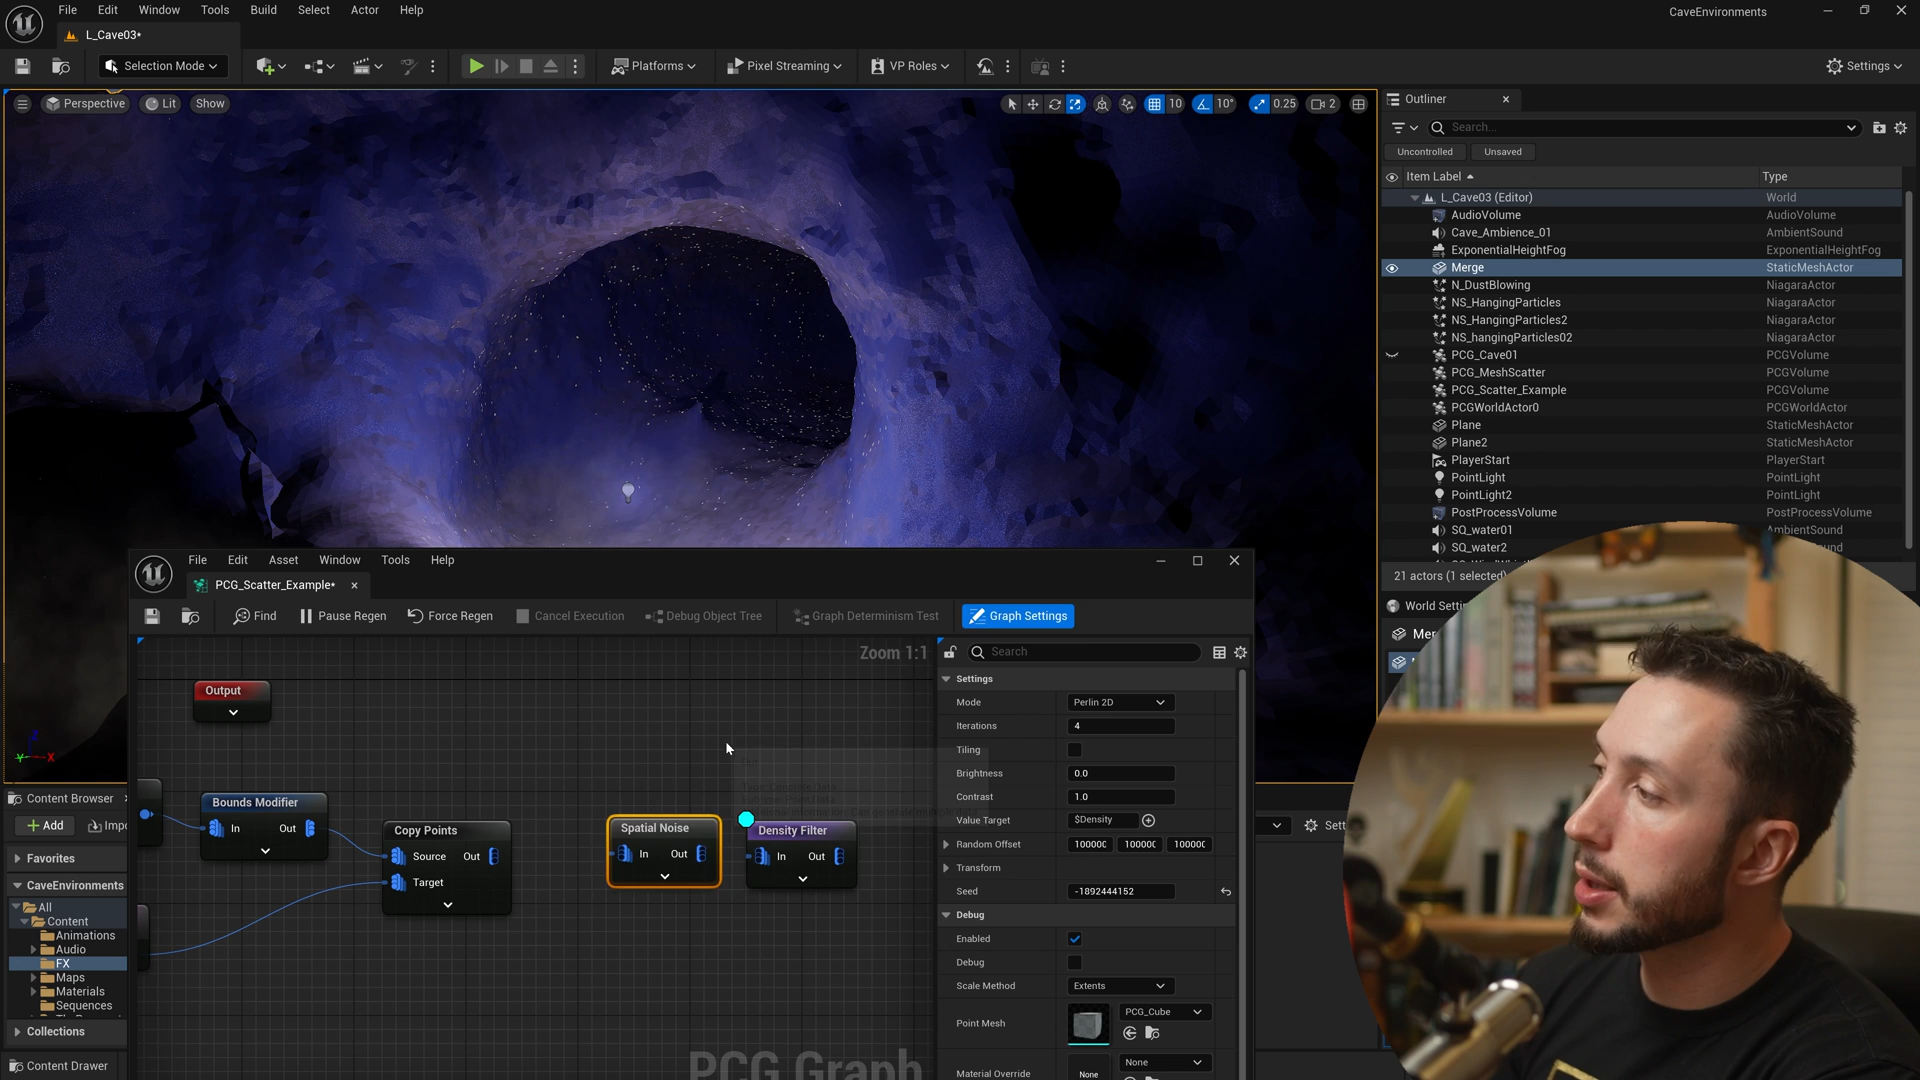 File Edit Window Tools Build Select Actor Help
CaveEnvironments
L_Cave03*
Selection Mode
Platforms
Pixel Streaming
VP Roles
Settings
Perspective Lit Show
10 10° 0.25 2
Outliner
Search...
Uncontrolled Unsaved
Item Label Type
L_Cave03 (Editor) World
AudioVolume AudioVolume
Cave_Ambience_01 AmbientSound
ExponentialHeightFog ExponentialHeightFog
Merge StaticMeshActor
N_DustBlowing NiagaraActor
NS_HangingParticles NiagaraActor
NS_HangingParticles2 NiagaraActor
NS_hangingParticles02 NiagaraActor
PCG_Cave01 PCGVolume
PCG_MeshScatter PCGVolume
PCG_Scatter_Example PCGVolume
PCGWorldActor0 PCGWorldActor
Plane StaticMeshActor
Plane2 StaticMeshActor
PlayerStart PlayerStart
PointLight PointLight
PointLight2 PointLight
PostProcessVolume PostProcessVolume
SQ_water01 AmbientSound
SQ_water2
21 actors (1 selected)
World Setti
Mer
File Edit Asset Window Tools Help
PCG_Scatter_Example*
Find Pause Regen Force Regen Cancel Execution Debug Object Tree Graph Determinism Test Graph Settings
Zoom 1:1
Output
Bounds Modifier
In Out
Copy Points
Source Out
Target
Spatial Noise
In Out
Density Filter
In Out
PCG Graph
Search
Settings
Mode Perlin 2D
Iterations 4
Tiling
Brightness 0.0
Contrast 1.0
Value Target $Density
Random Offset 100000 100000 100000
Transform
Seed -1892444152
Debug
Enabled
Debug
Scale Method Extents
Point Mesh PCG_Cube
Material Override None None
Content Browser
Add Impo
Favorites
CaveEnvironments
All
Content
Animations
Audio
FX
Maps
Materials
Sequences
Collections
Content Drawer
Sett